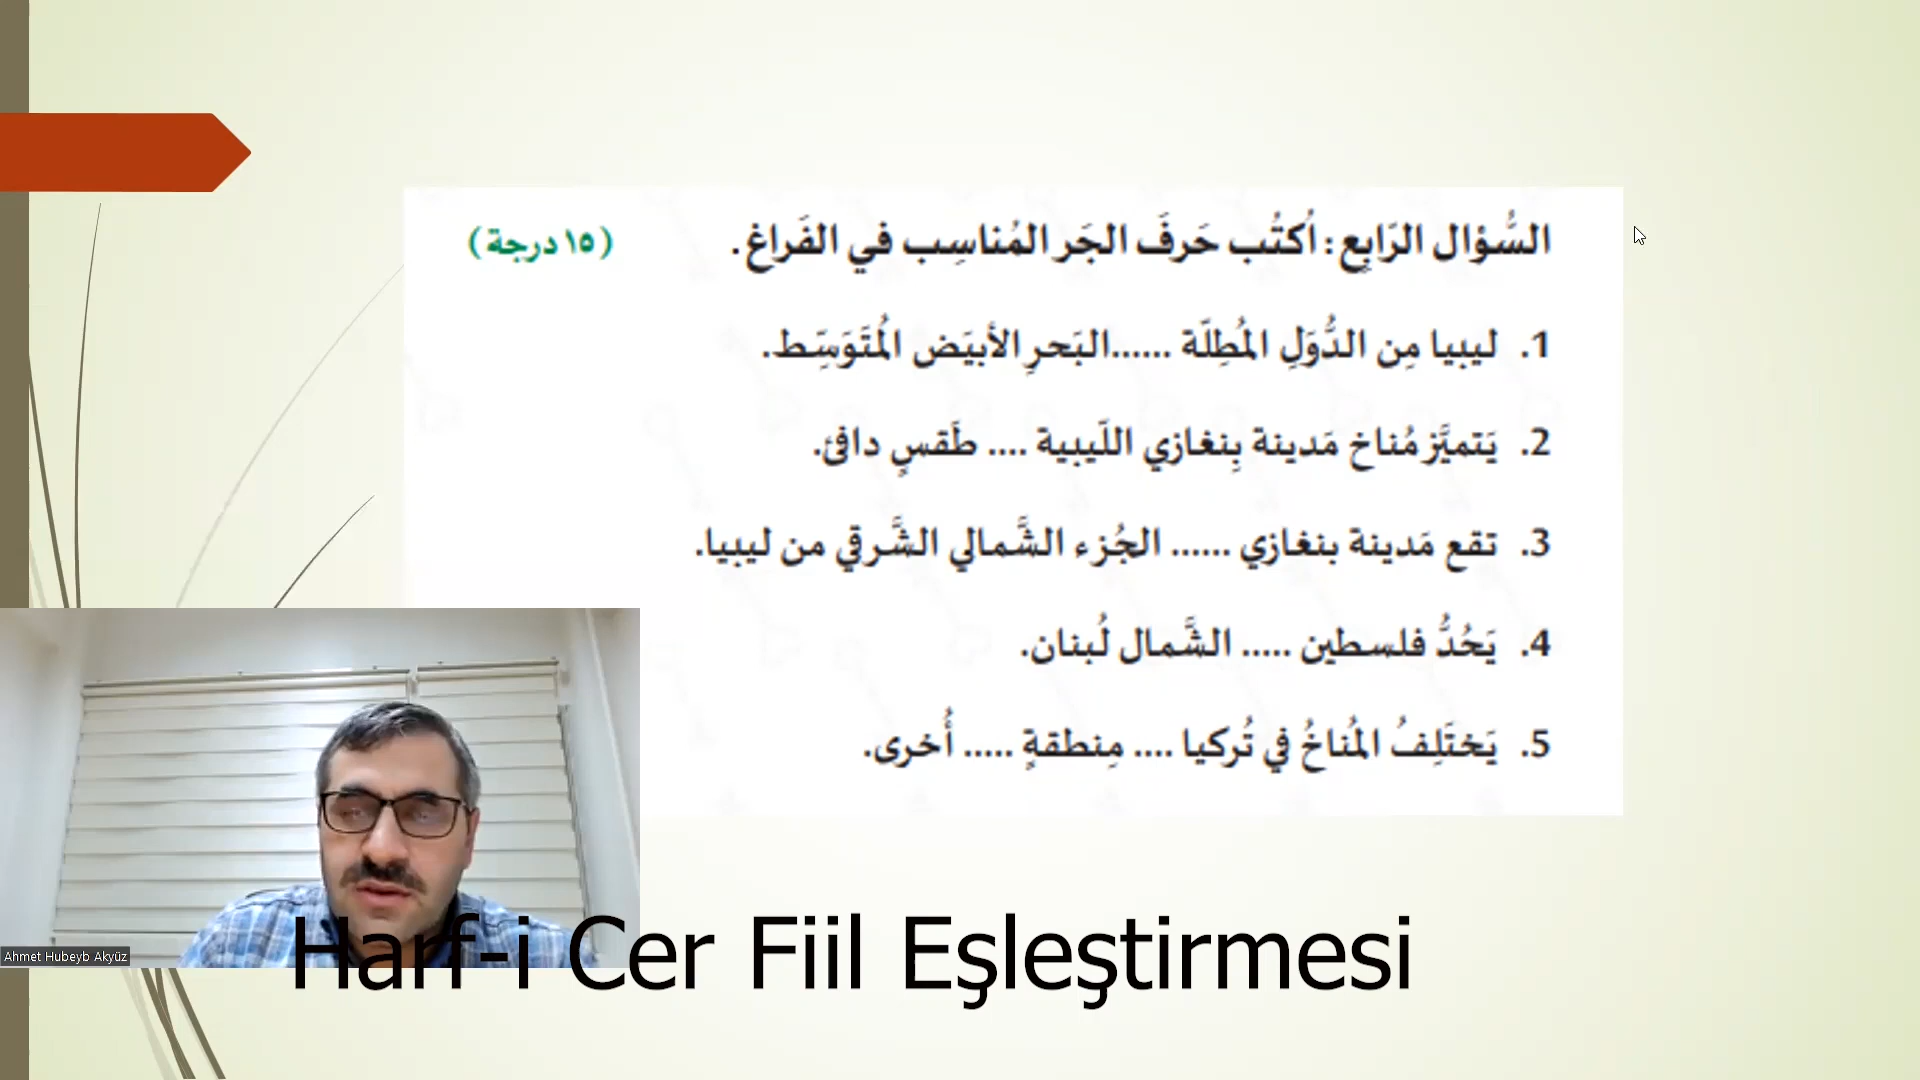 السُّؤال الرّابِع : اُكتُب حَرفَ الجَر المُناسِب في الفَراغ . (١٥ درجة)
1. ليبيا مِن الدُّوَلِ المُطِلّة ......البَحرِ الأبيَض المُتَوَسِّط.
2. يَتميَّز مُناخ مَدينة بِنغازي اللّيبية .... طَقسٍ دافئ.
3. تقع مَدينة بنغازي ...... الجُزء الشَّمالي الشَّرقي من ليبيا.
4. يَحُدُّ فلسطين ..... الشَّمال لُبنان.
5. يَختَلِفُ المُناخُ في تُركيا .... مِنطقةٍ ..... أُخرى.
Ahmet Hubeyb Akyüz
Harf-i Cer Fiil Eşleştirmesi